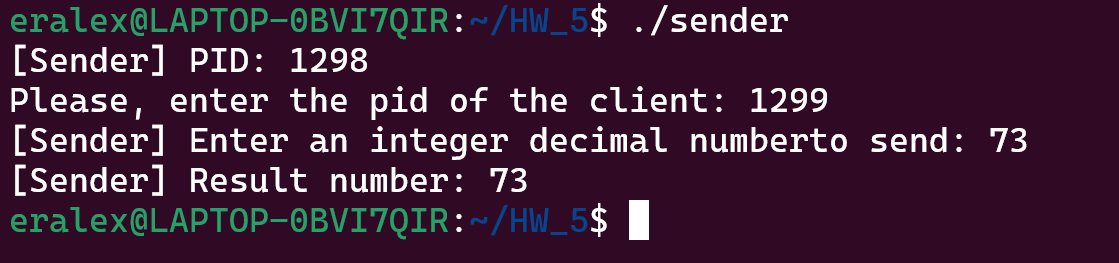 eralex@LAPTOP-0BVI7QIR:~/HW_5$ ./sender
[Sender] PID: 1298
Please, enter the pid of the client: 1299
[Sender] Enter an integer decimal numberto send: 73
[Sender] Result number: 73
eralex@LAPTOP-0BVI7QIR:~/HW_5$